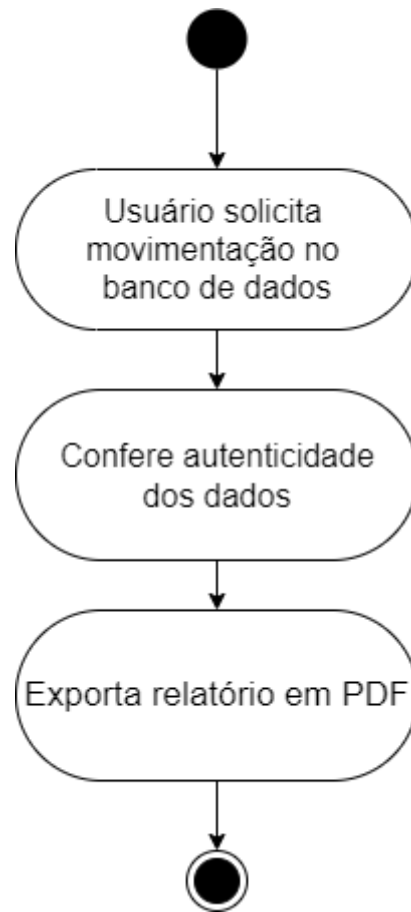 Usuário solicita
movimentação no
banco de dados
Confere autenticidade
dos dados
Exporta relatório em PDF